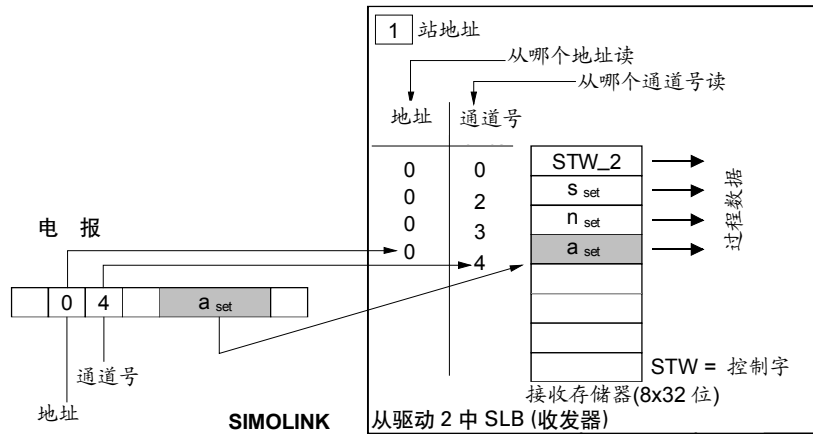 1 站地址
从哪个地址读
从哪个通道号读
地址 通道号
0 0 STW_2
0 2 s set
0 3 n set
0 4 a set
过程数据
电 报
0 4 a set
通道号
地址
STW = 控制字
接收存储器(8x32 位)
SIMOLINK
从驱动 2 中 SLB (收发器)